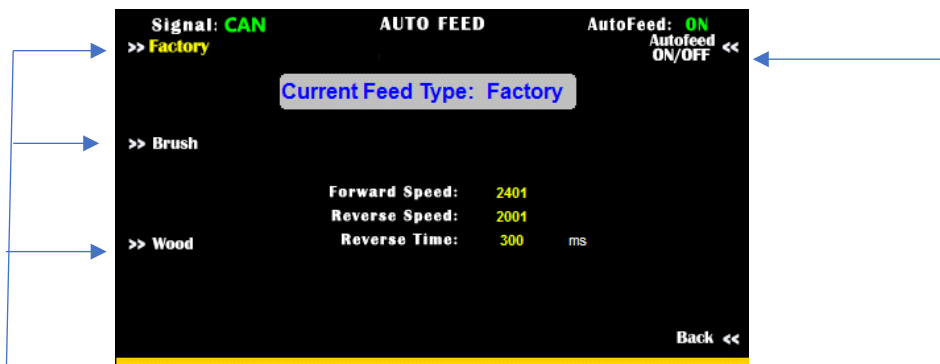 Signal: CAN AUTO FEED AutoFeed: ON
>> Factory Autofeed <<
ON/OFF
Current Feed Type: Factory
>> Brush
Forward Speed: 2401
Reverse Speed: 2001
>> Wood Reverse Time: 300 ms
Back <<